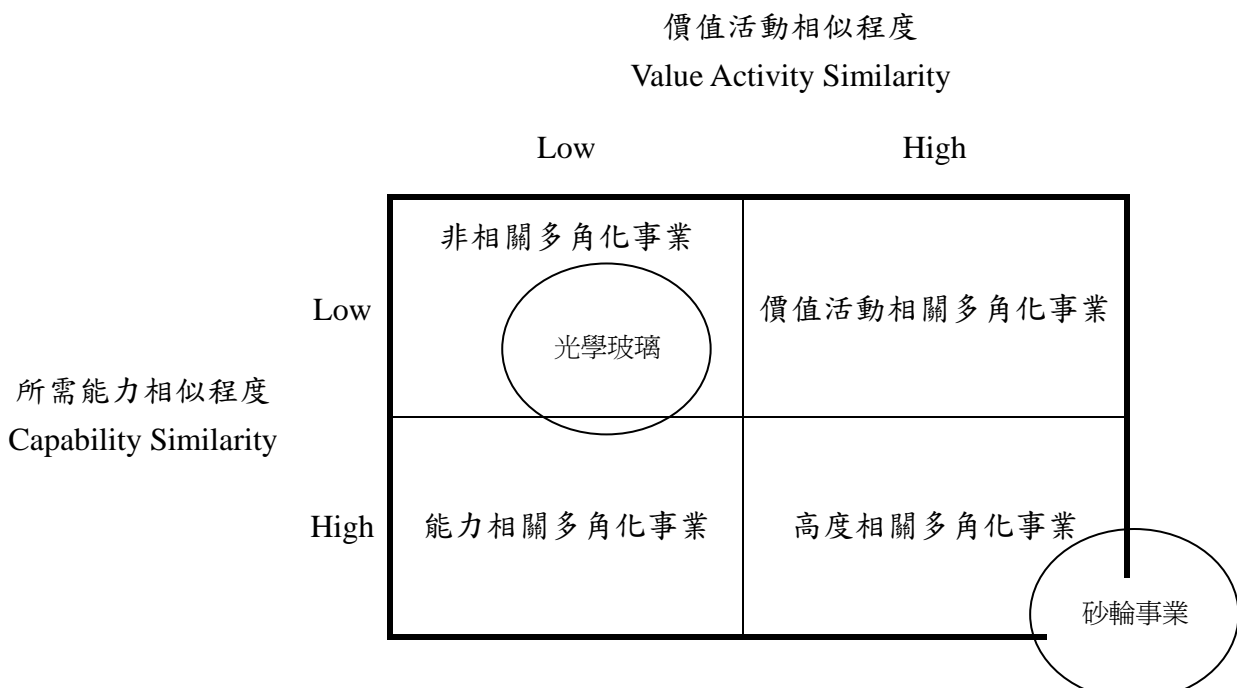 價值活動相似程度
Value Activity Similarity
Low High
非相關多角化事業
Low
價值活動相關多角化事業
光學玻璃
所需能力相似程度
Capability Similarity
High
能力相關多角化事業
高度相關多角化事業
砂輪事業